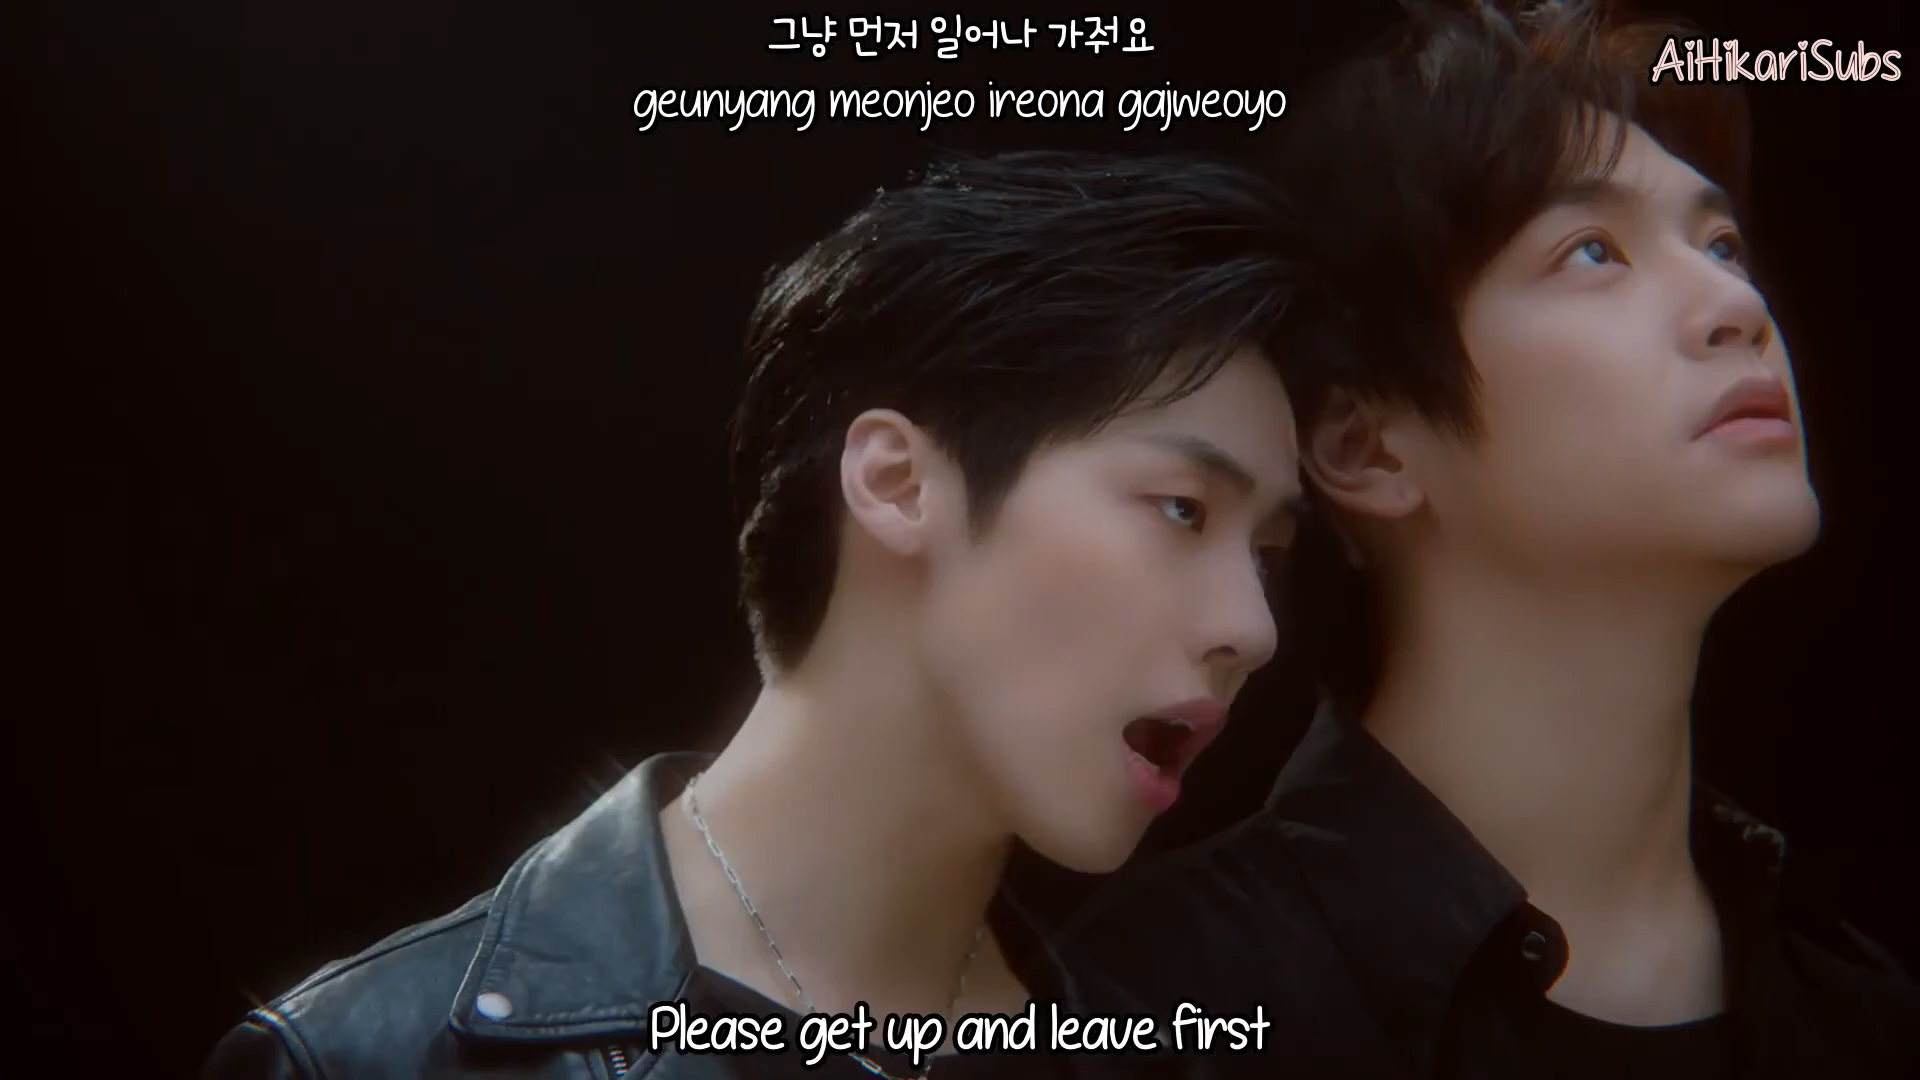 그냥 먼저 일어나 가줘요
AiHikariSubs
geunyang meonjeo ireona gajweoyo
Please get up and leave first